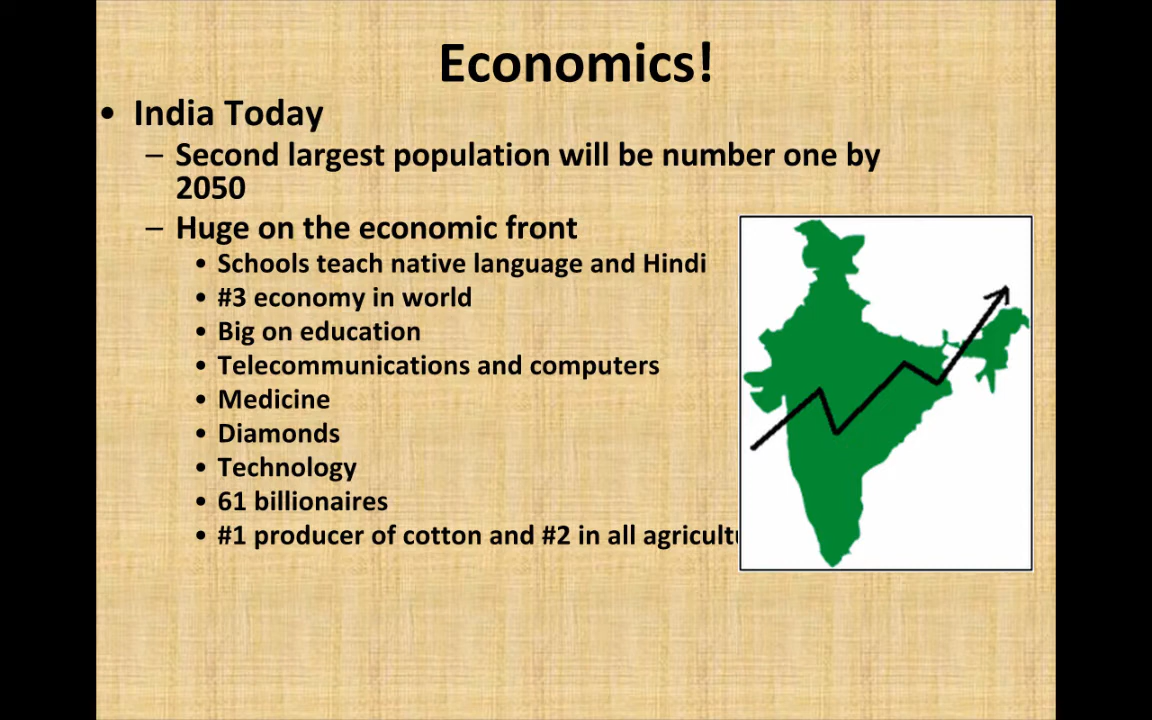 Economics!
• India Today
– Second largest population will be number one by
2050
– Huge on the economic front
• Schools teach native language and Hindi
• #3 economy in world
• Big on education
• Telecommunications and computers
• Medicine
• Diamonds
• Technology
• 61 billionaires
• #1 producer of cotton and #2 in all